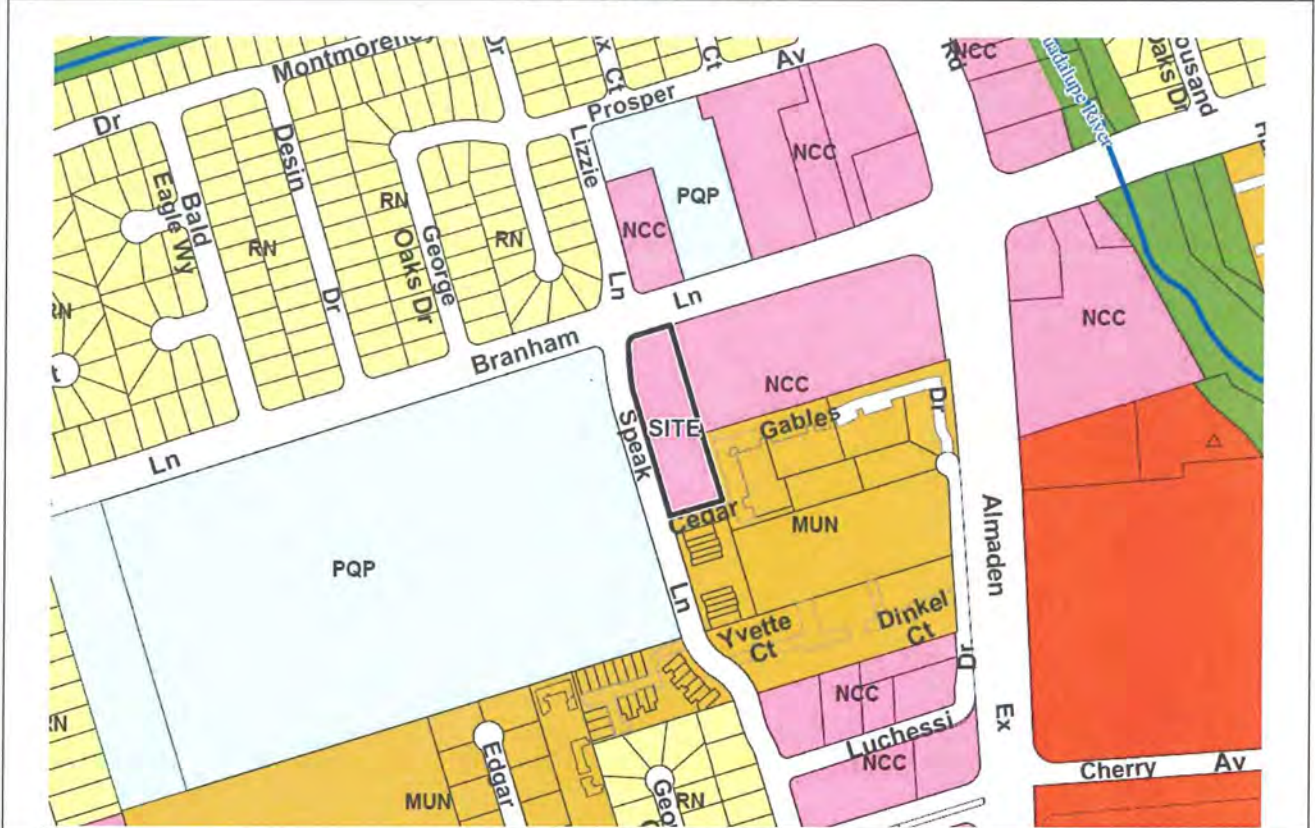 Montmorency
Dr
Dr
Ct
Ct
Av
Prosper
Rd
NCC
Guadalupe River
Oaks Dr
Thousand
Dr
Desin
Dr
Bald
Eagle Wy
RN
RN
George
Oaks Dr
RN
Lizzie
Ln
NCC
PQP
NCC
RN
Branham
Ln
Ln
NCC
NCC
SITE
Speak
Ln
Gables
Dr
Cedar
MUN
PQP
Almaden
Ex
Yvette
Ct
Dinkel
Ct
Dr
NCC
Luchessi
NCC
RN
MUN
Edgar
RN
Cherry
Av